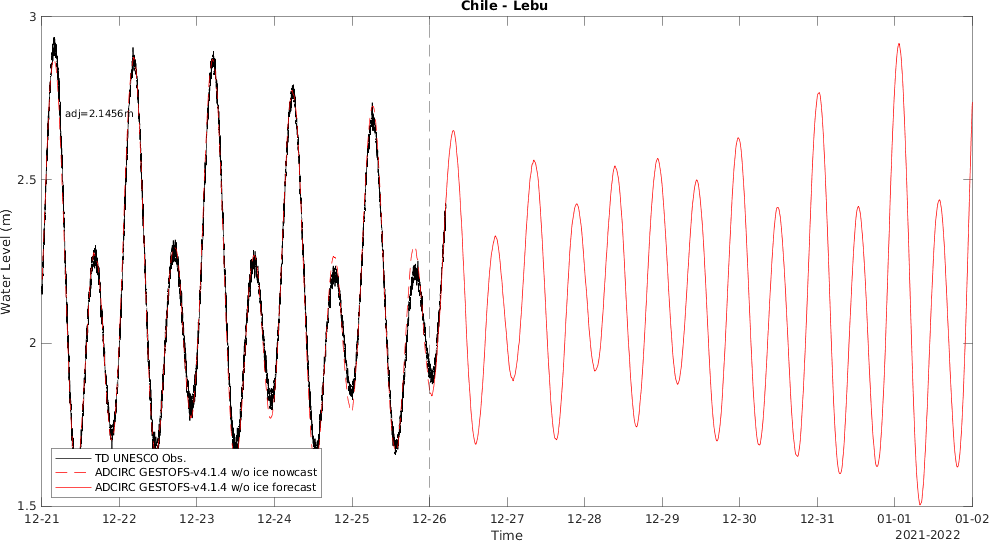 Chile - Lebu
3
2.5
2
1.5
Water Level (m)
adj=2.1456m
TD UNESCO Obs.
ADCIRC GESTOFS-v4.1.4 w/o ice nowcast
ADCIRC GESTOFS-v4.1.4 w/o ice forecast
12-21 12-22 12-23 12-24 12-25 12-26 12-27 12-28 12-29 12-30 12-31 01-01 01-02
Time
2021-2022